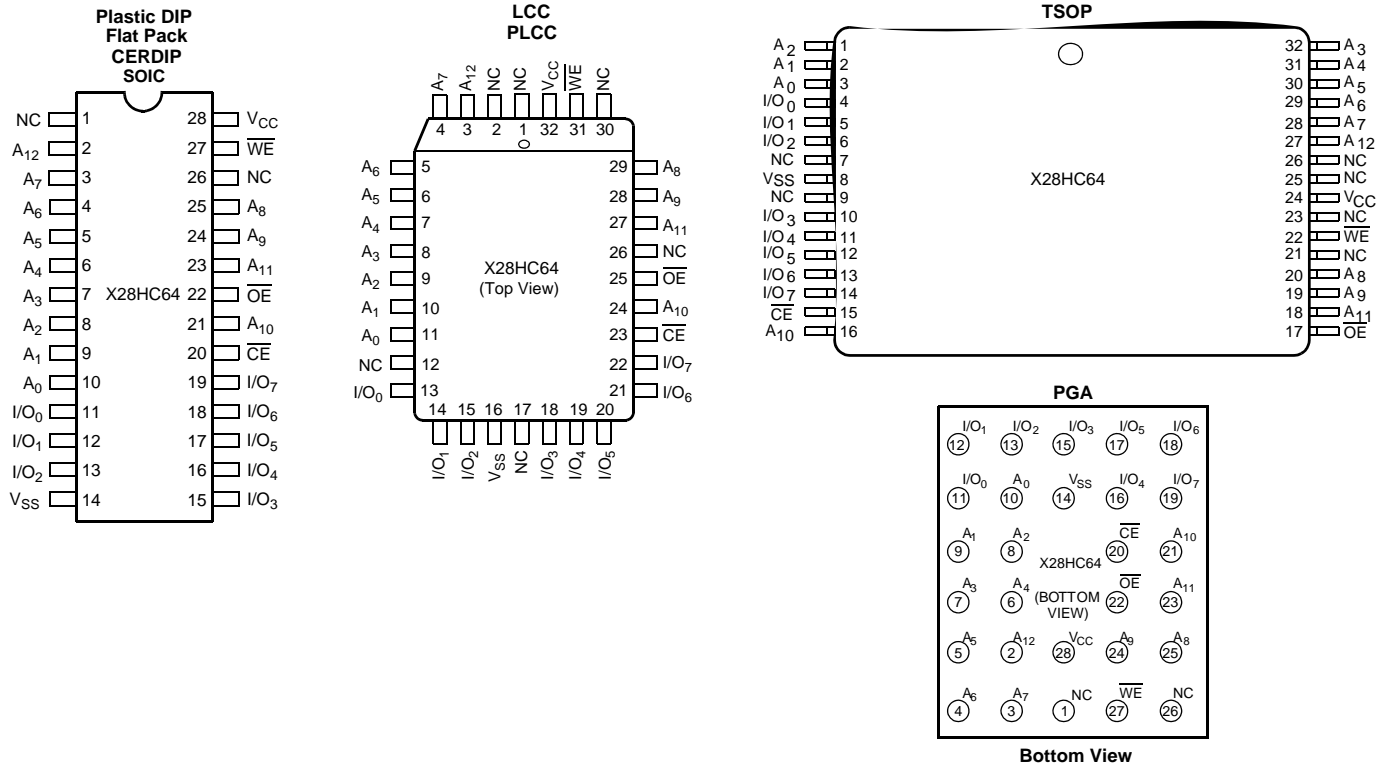 Plastic DIP
Flat Pack
CERDIP
SOIC
NC 1 28 VCC
A12 2 27 WE
A7 3 26 NC
A6 4 25 A8
A5 5 24 A9
A4 6 23 A11
A3 7 X28HC64 22 OE
A2 8 21 A10
A1 9 20 CE
A0 10 19 I/O7
I/O0 11 18 I/O6
I/O1 12 17 I/O5
I/O2 13 16 I/O4
VSS 14 15 I/O3
LCC
PLCC
A7 A12 NC NC VCC WE NC
4 3 2 1 32 31 30
A6 5 29 A8
A5 6 28 A9
A4 7 27 A11
A3 8 26 NC
A2 9 25 OE
X28HC64
(Top View)
A1 10 24 A10
A0 11 23 CE
NC 12 22 I/O7
I/O0 13 21 I/O6
14 15 16 17 18 19 20
I/O1 I/O2 VSS NC I/O3 I/O4 I/O5
TSOP
A2 1 32 A3
A1 2 31 A4
A0 3 30 A5
I/O0 4 29 A6
I/O1 5 28 A7
I/O2 6 27 A12
NC 7 26 NC
VSS 8 X28HC64 25 NC
NC 9 24 VCC
I/O3 10 23 NC
I/O4 11 22 WE
I/O5 12 21 NC
I/O6 13 20 A8
I/O7 14 19 A9
CE 15 18 A11
A10 16 17 OE
PGA
I/O1 I/O2 I/O3 I/O5 I/O6
12 13 15 17 18
I/O0 A0 VSS I/O4 I/O7
11 10 14 16 19
A1 A2 CE A10
9 8 20 21
X28HC64
A3 A4 OE A11
7 6 (BOTTOM 22 23
VIEW)
A5 A12 VCC A9 A8
5 2 28 24 25
A6 A7 NC WE NC
4 3 1 27 26
Bottom View